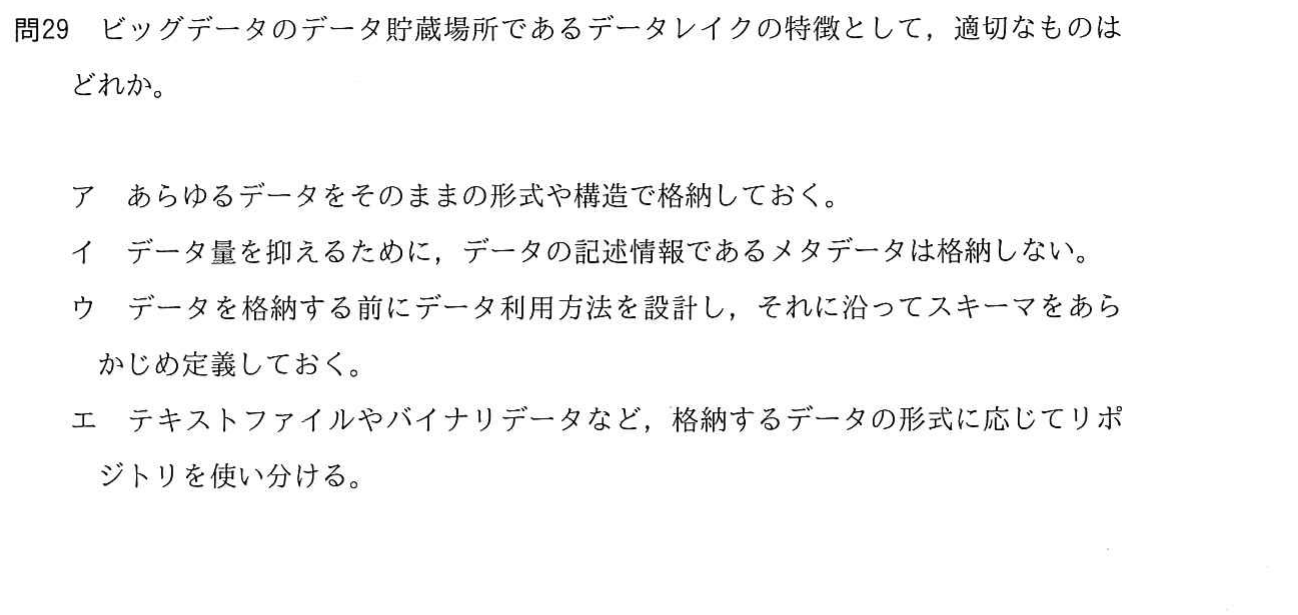 問29　ビッグデータのデータ貯蔵場所であるデータレイクの特徴として，適切なものは
どれか。
ア　あらゆるデータをそのままの形式や構造で格納しておく。
イ　データ量を抑えるために，データの記述情報であるメタデータは格納しない。
ウ　データを格納する前にデータ利用方法を設計し，それに沿ってスキーマをあら
かじめ定義しておく。
エ　テキストファイルやバイナリデータなど，格納するデータの形式に応じてリポ
ジトリを使い分ける。